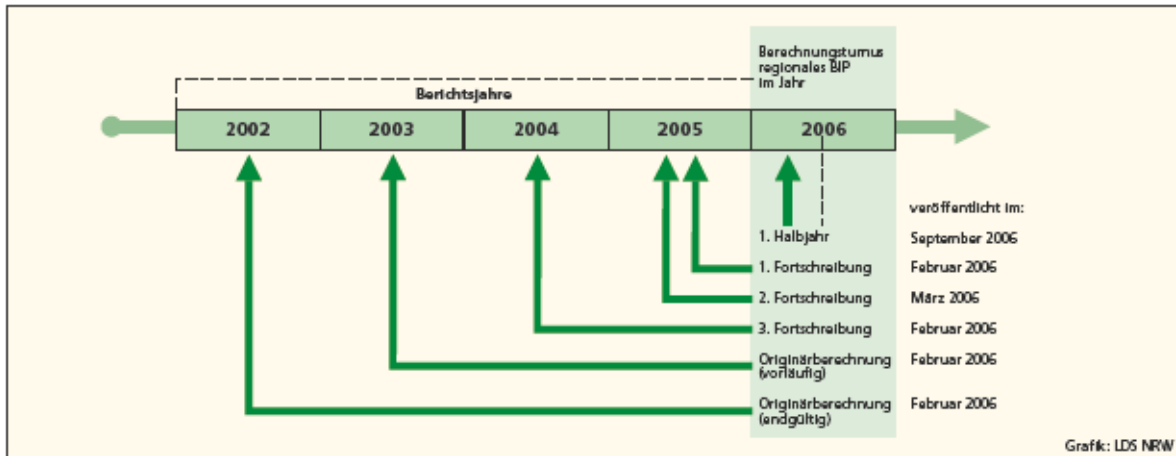 Berechnungsturnus
regionales BIP
im Jahr
Berichtsjahre
2002 2003 2004 2005 2006
veröffentlicht im:
1. Halbjahr September 2006
1. Fortschreibung Februar 2006
2. Fortschreibung März 2006
3. Fortschreibung Februar 2006
Originärberechnung Februar 2006
(vorläufig)
Originärberechnung Februar 2006
(endgültig)
Grafik: LDS NRW